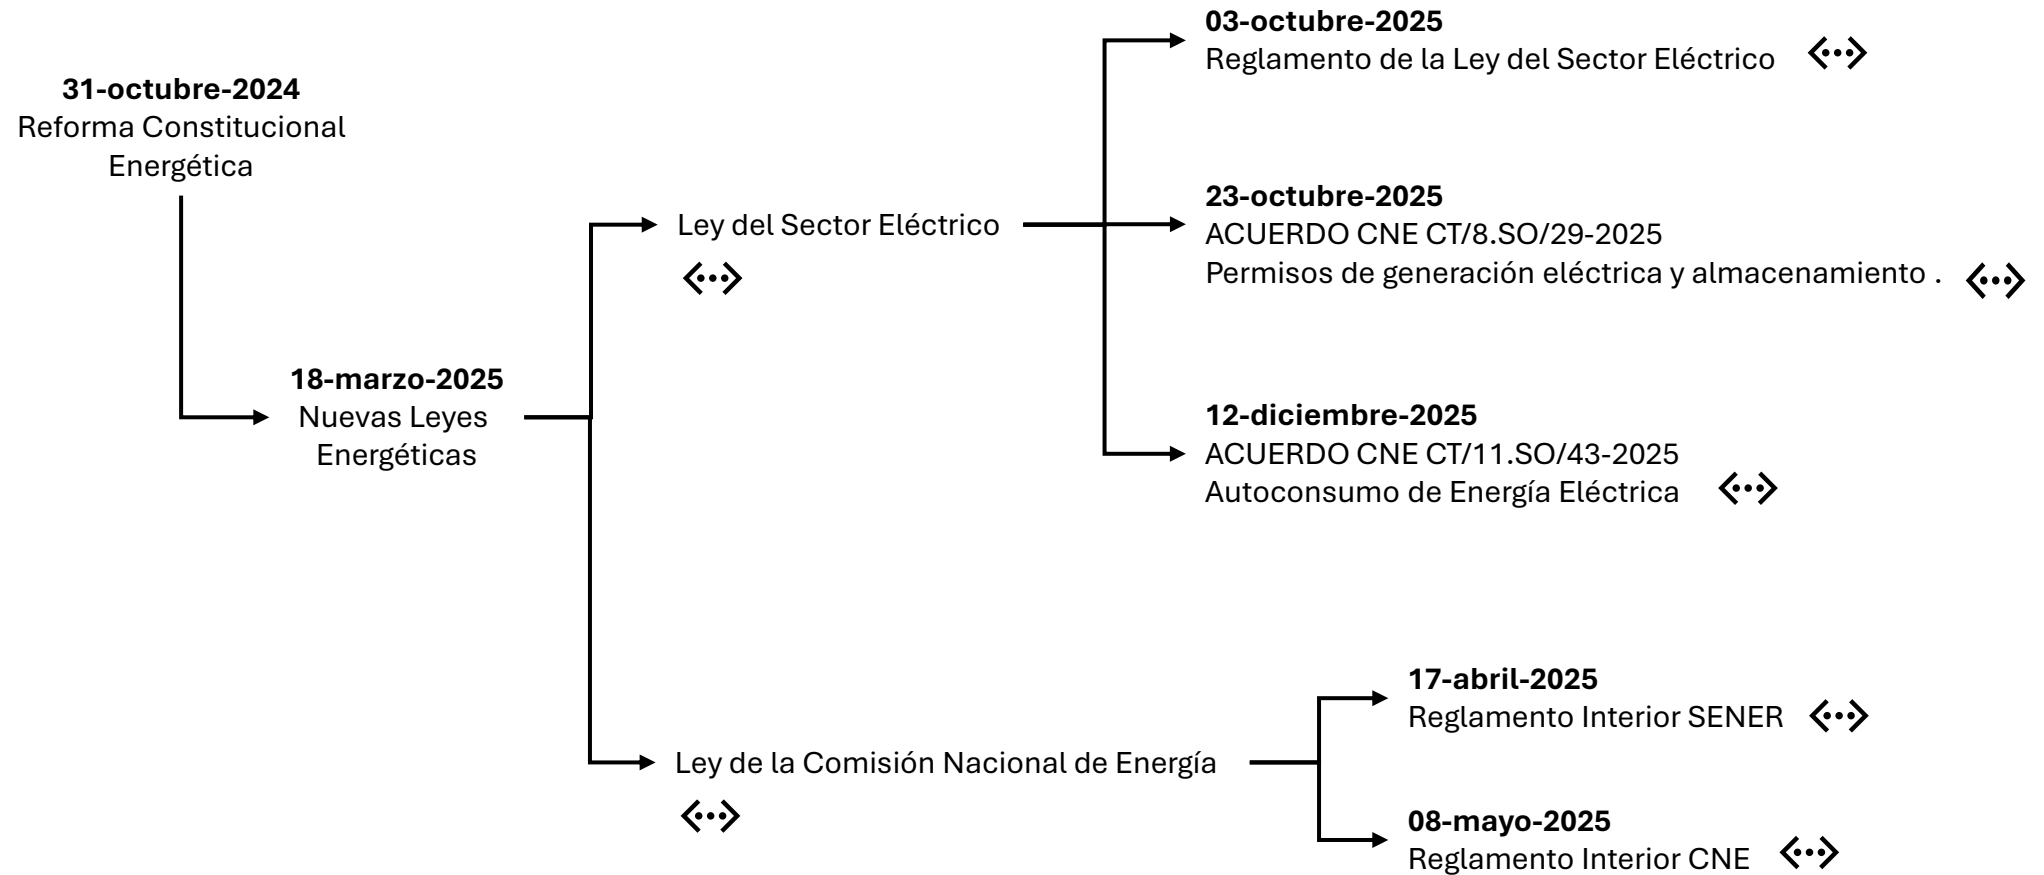 31-octubre-2024
Reforma Constitucional
Energética
18-marzo-2025
Nuevas Leyes
Energéticas
Ley del Sector Eléctrico
03-octubre-2025
Reglamento de la Ley del Sector Eléctrico
23-octubre-2025
ACUERDO CNE CT/8.SO/29-2025
Permisos de generación eléctrica y almacenamiento .
12-diciembre-2025
ACUERDO CNE CT/11.SO/43-2025
Autoconsumo de Energía Eléctrica
Ley de la Comisión Nacional de Energía
17-abril-2025
Reglamento Interior SENER
08-mayo-2025
Reglamento Interior CNE